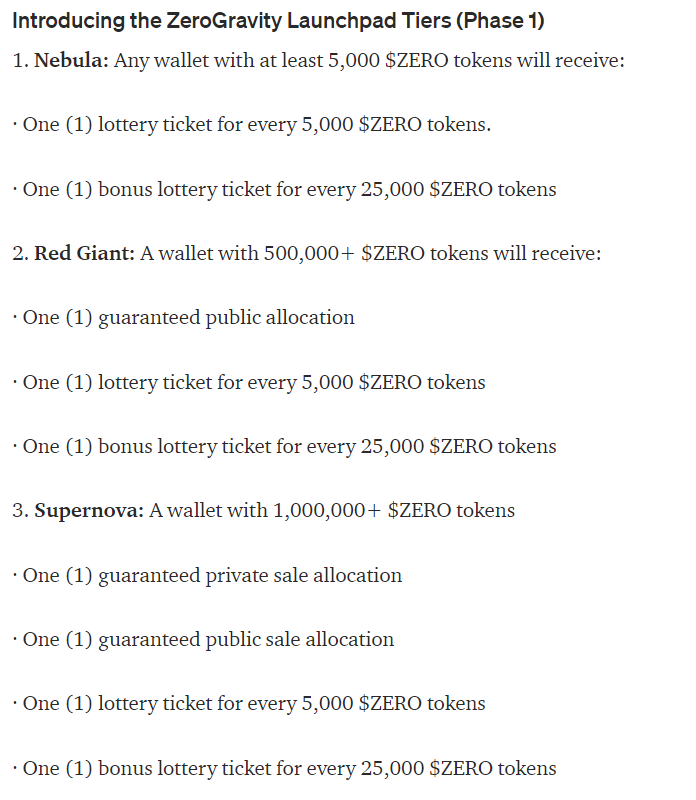 Introducing the ZeroGravity Launchpad Tiers (Phase 1)
1. Nebula: Any wallet with at least 5,000 $ZERO tokens will receive:
· One (1) lottery ticket for every 5,000 $ZERO tokens.
· One (1) bonus lottery ticket for every 25,000 $ZERO tokens
2. Red Giant: A wallet with 500,000+ $ZERO tokens will receive:
· One (1) guaranteed public allocation
· One (1) lottery ticket for every 5,000 $ZERO tokens
· One (1) bonus lottery ticket for every 25,000 $ZERO tokens
3. Supernova: A wallet with 1,000,000+ $ZERO tokens
· One (1) guaranteed private sale allocation
· One (1) guaranteed public sale allocation
· One (1) lottery ticket for every 5,000 $ZERO tokens
· One (1) bonus lottery ticket for every 25,000 $ZERO tokens